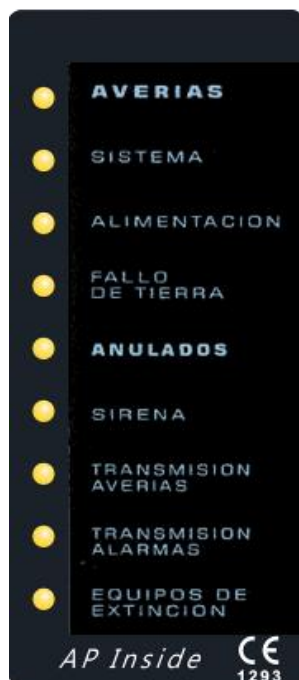 AVERIAS
SISTEMA
ALIMENTACION
FALLO
DE TIERRA
ANULADOS
SIRENA
TRANSMISION
AVERIAS
TRANSMISION
ALARMAS
EQUIPOS DE
EXTINCION
AP Inside CE
1293